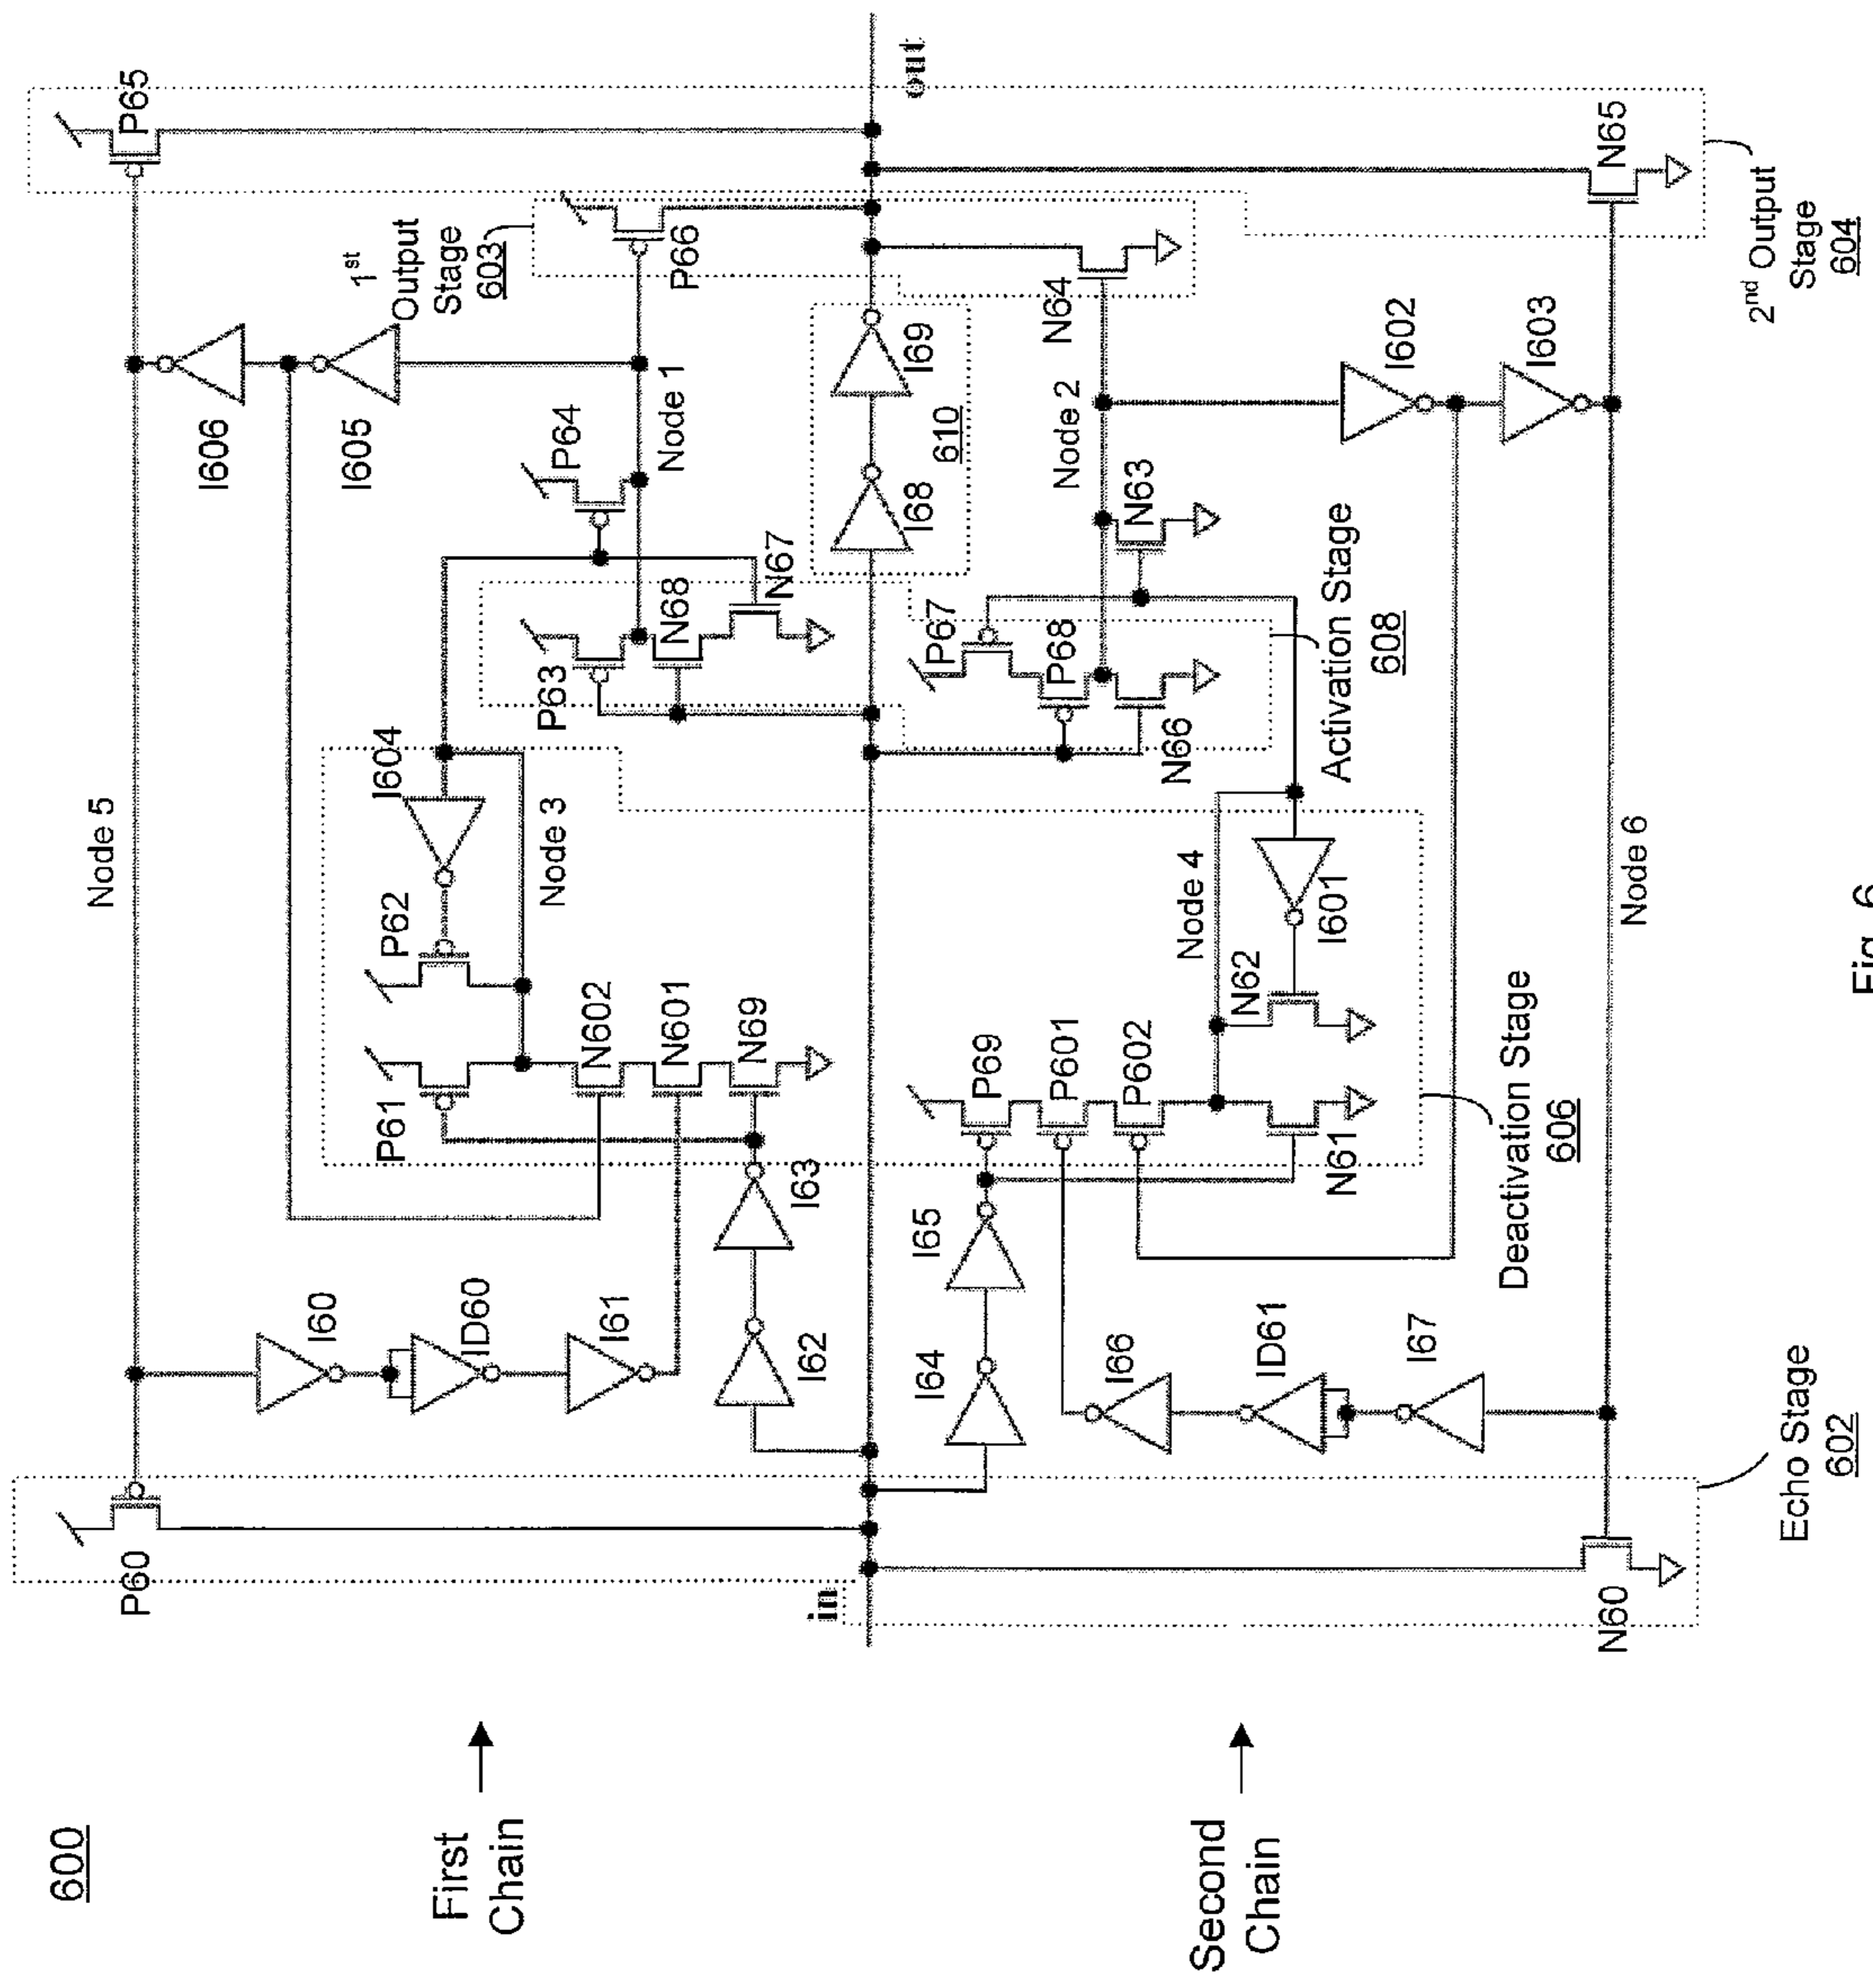 600
First
Chain
Second
Chain
P60
in
N60
Echo Stage
602
Node 5
I60
ID60
I61
I62
I63
I64
I65
I66
ID61
I67
P61
P62
I604
Node 3
N602
N601
N69
P69
P601
P602
N61
N62
I601
Node 4
Deactivation Stage
606
Node 6
P63
N68
N67
P64
Node 1
I606
I605
1st
Output
Stage
603
P66
P65
out
I68
I69
610
P67
P68
N66
N63
Node 2
N64
Activation Stage
608
I602
I603
N65
2nd Output
Stage
604
Fig. 6